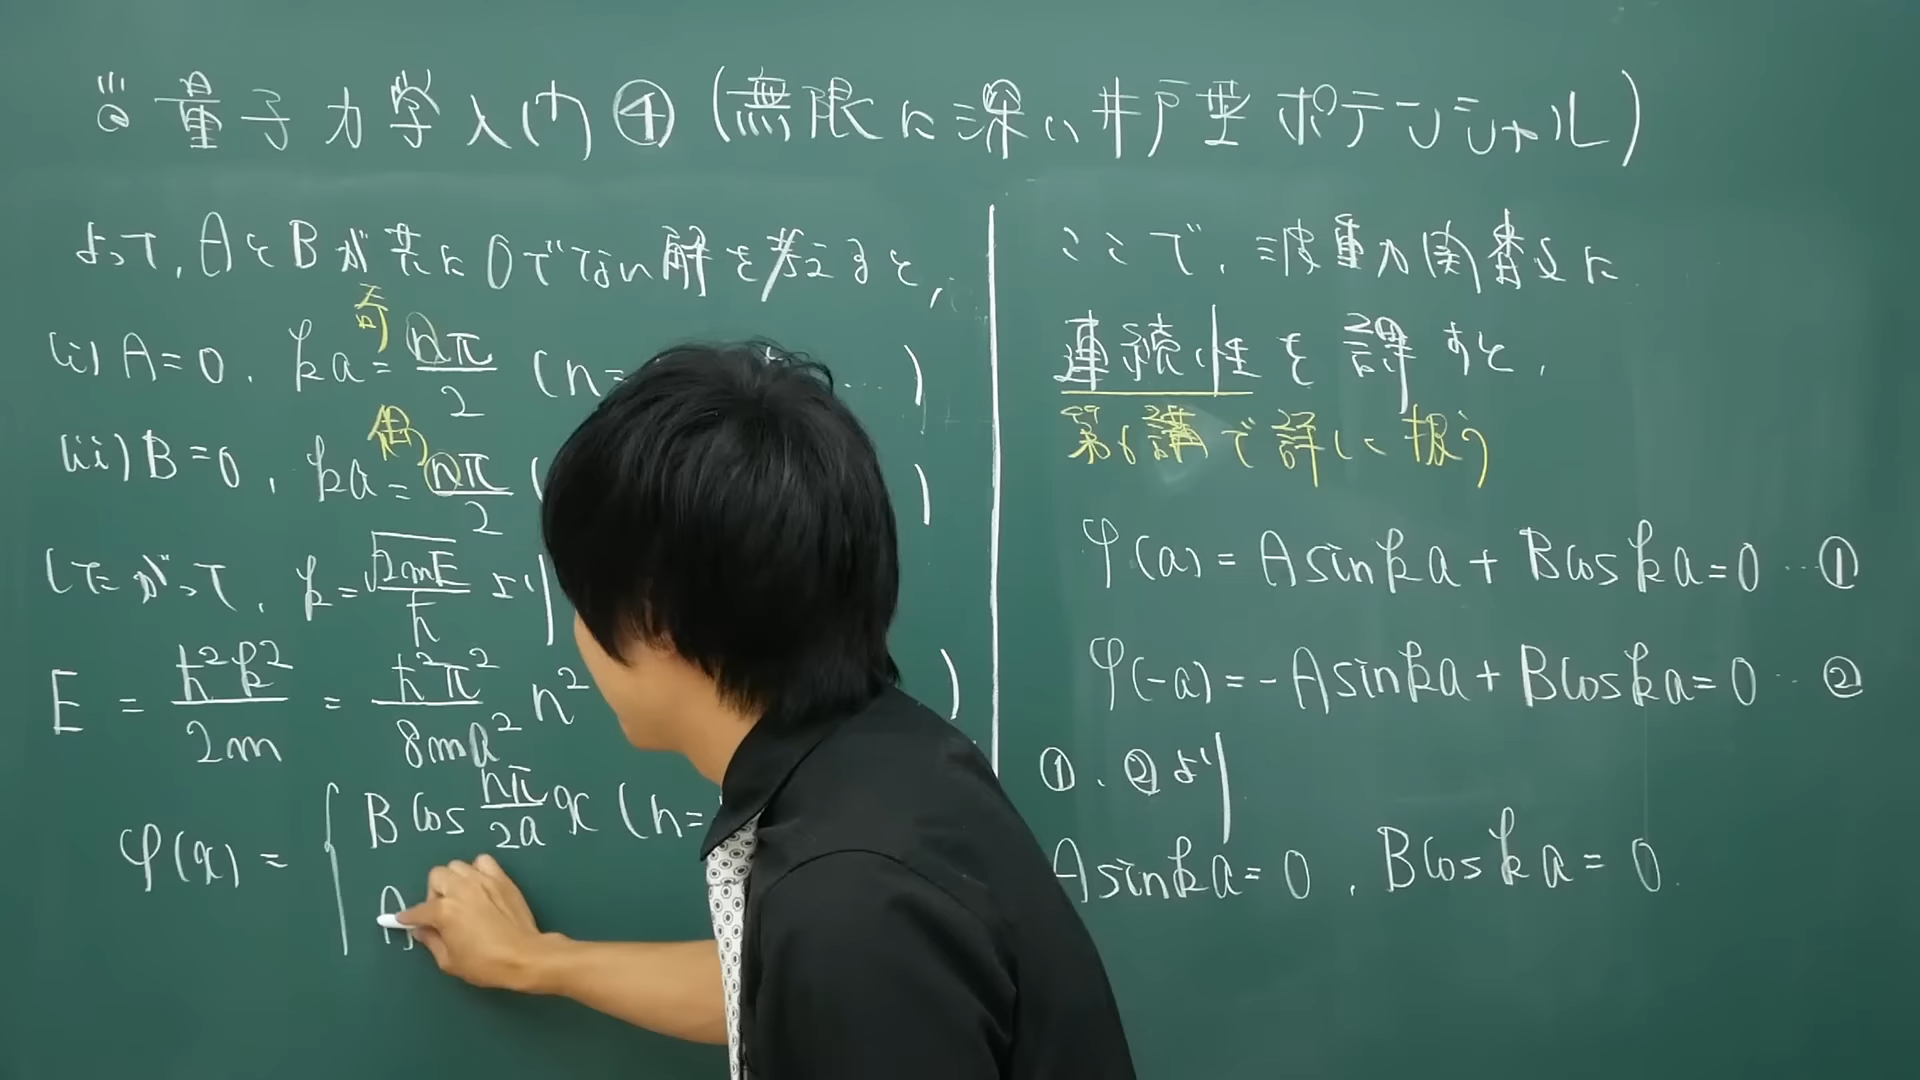 ◎量子力学入門④(無限に深い井戸型ポテンシャル)
よって、AとBが共に0でない解を考えると、
(i) A=0、ka=nπ/2 (n= …)
奇
(ii) B=0、ka=nπ/2 ( )
偶
したがって、k=√2mE/ħ より
E = ħ²k²/2m = ħ²π²/8ma² n² )
φ(x) = { B cos nπ/2a x (n=
A
ここで、波動関数に
連続性を課すと、
第6講で詳しく扱う
φ(a) = A sin ka + B cos ka = 0 … ①
φ(-a) = -A sin ka + B cos ka = 0 … ②
①、②より
A sin ka = 0、B cos ka = 0